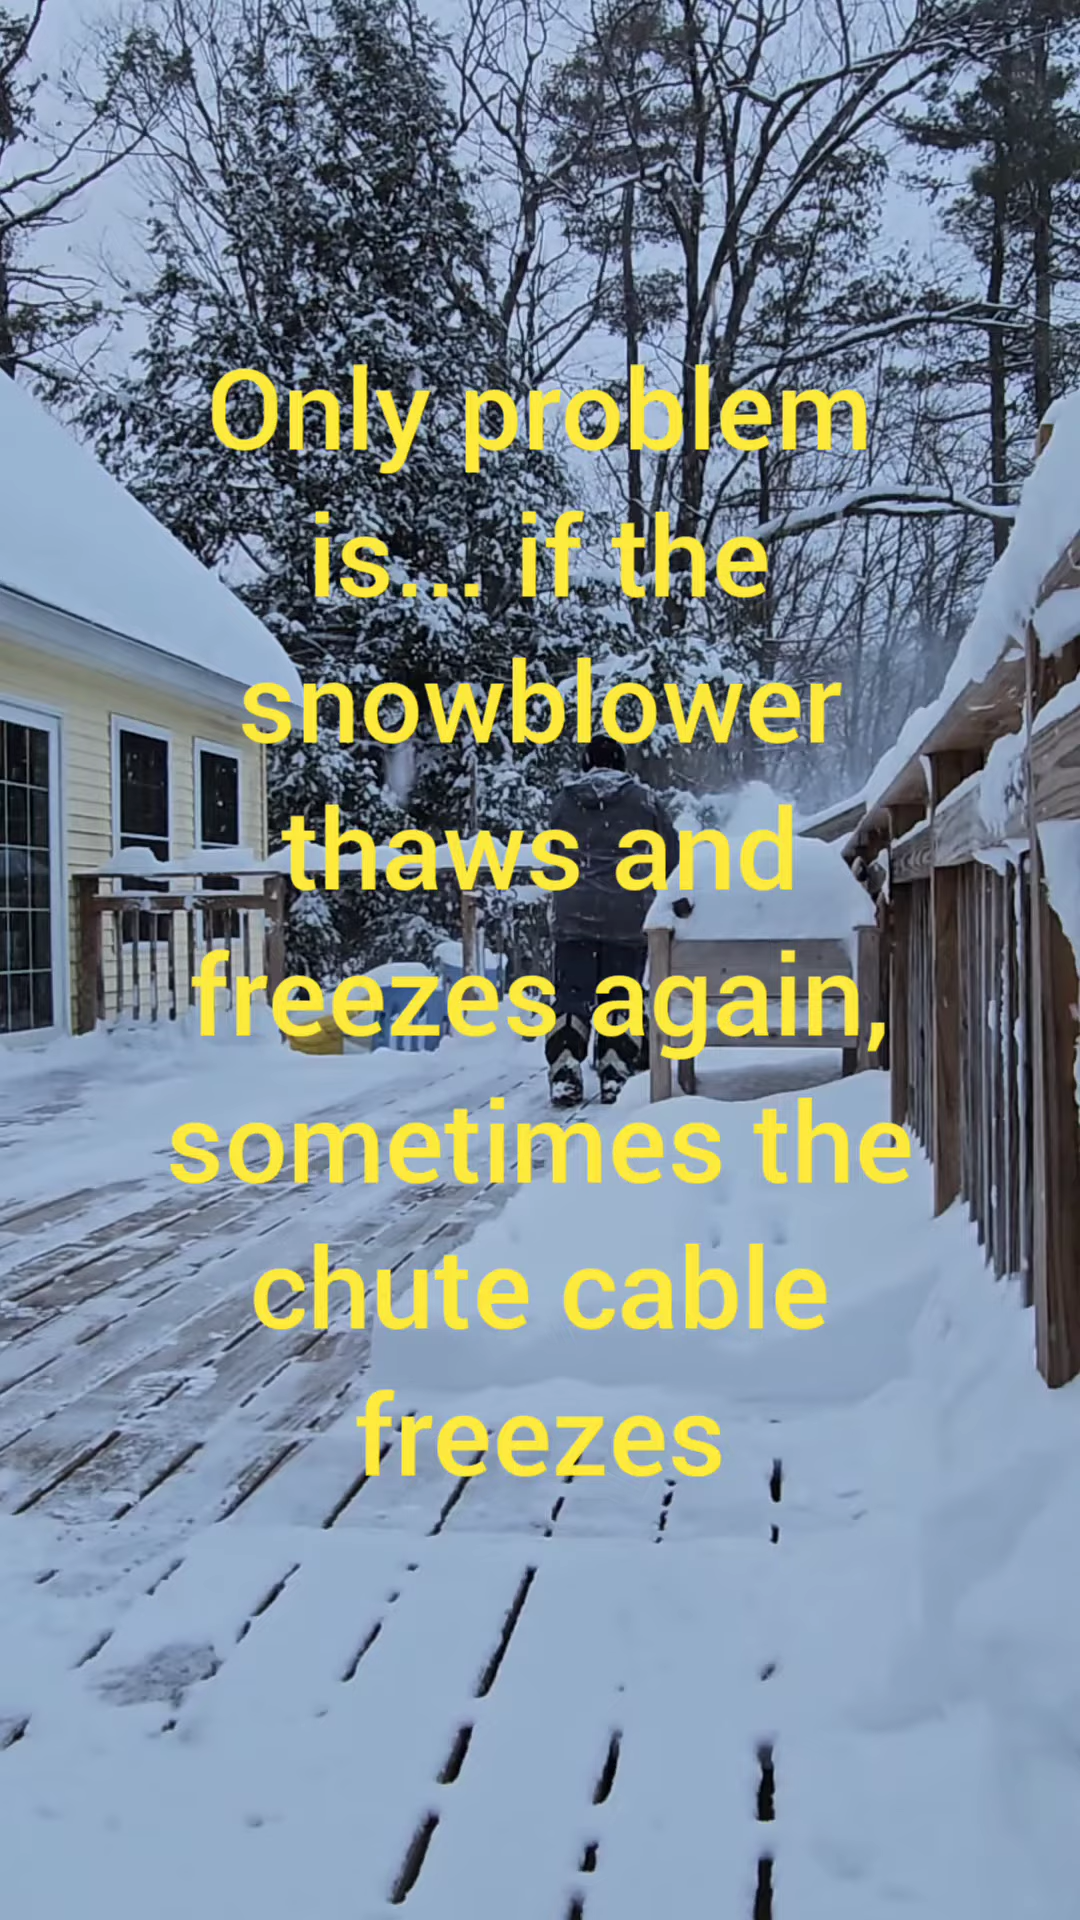 Only problem
is... if the
snowblower
thaws and
freezes again,
sometimes the
chute cable
freezes